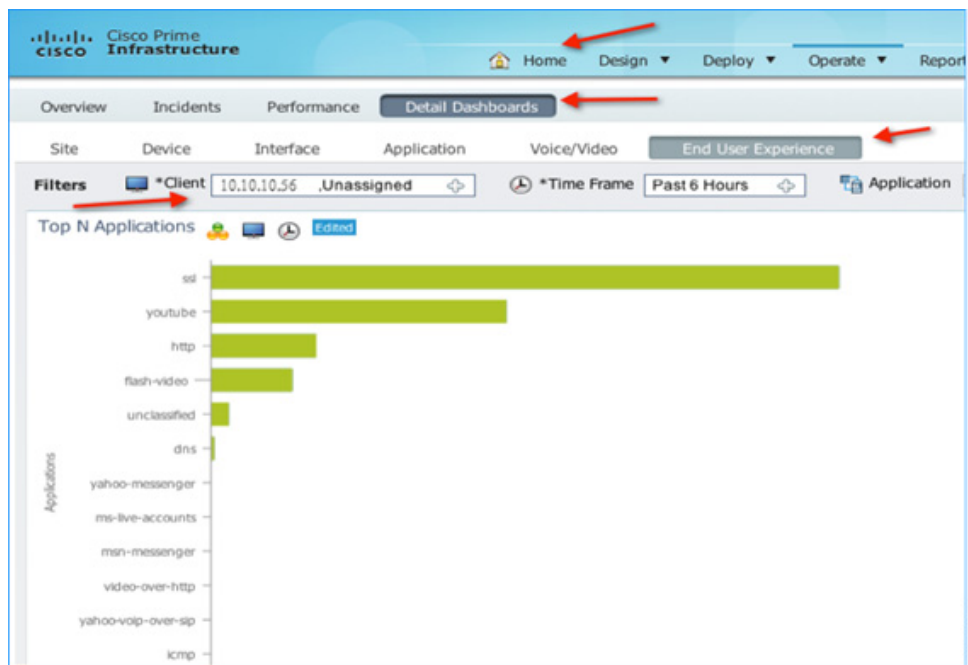 Cisco Prime
CISCO Infrastructure
Home Design Deploy Operate Report
Overview Incidents Performance Detail Dashboards
Site Device Interface Application Voice/Video End User Experience
Filters *Client 10.10.10.56 ,Unassigned *Time Frame Past 6 Hours Application
Top N Applications Edited
ssl
youtube
http
flash-video
unclassified
dns
yahoo-messenger
ms-live-accounts
msn-messenger
video-over-http
yahoo-voip-over-sip
icmp
Applications